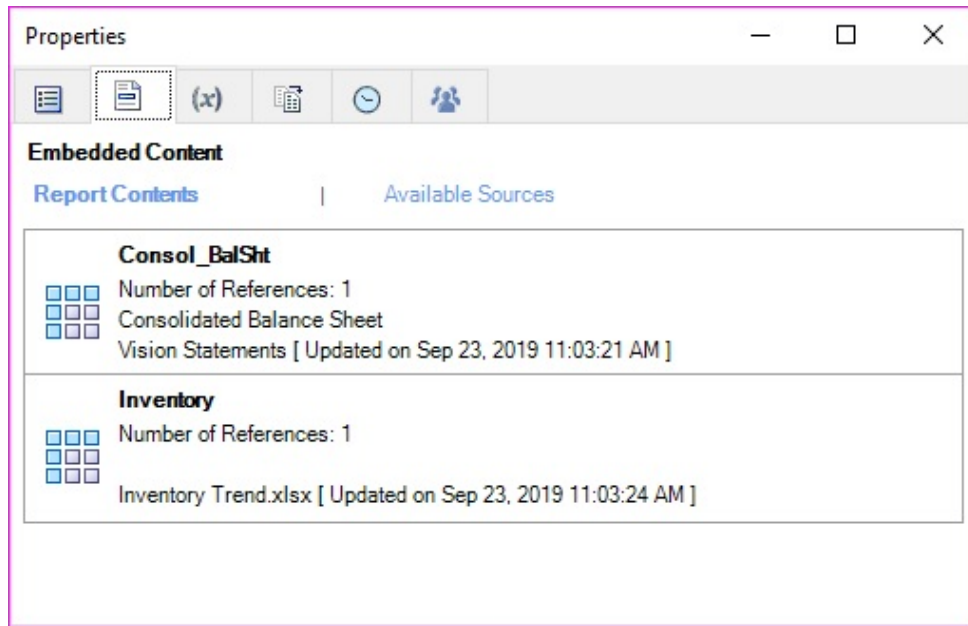 Properties
(x)
Embedded Content
Report Contents | Available Sources
Consol_BalSht
Number of References: 1
Consolidated Balance Sheet
Vision Statements [ Updated on Sep 23, 2019 11:03:21 AM ]
Inventory
Number of References: 1
Inventory Trend.xlsx [ Updated on Sep 23, 2019 11:03:24 AM ]